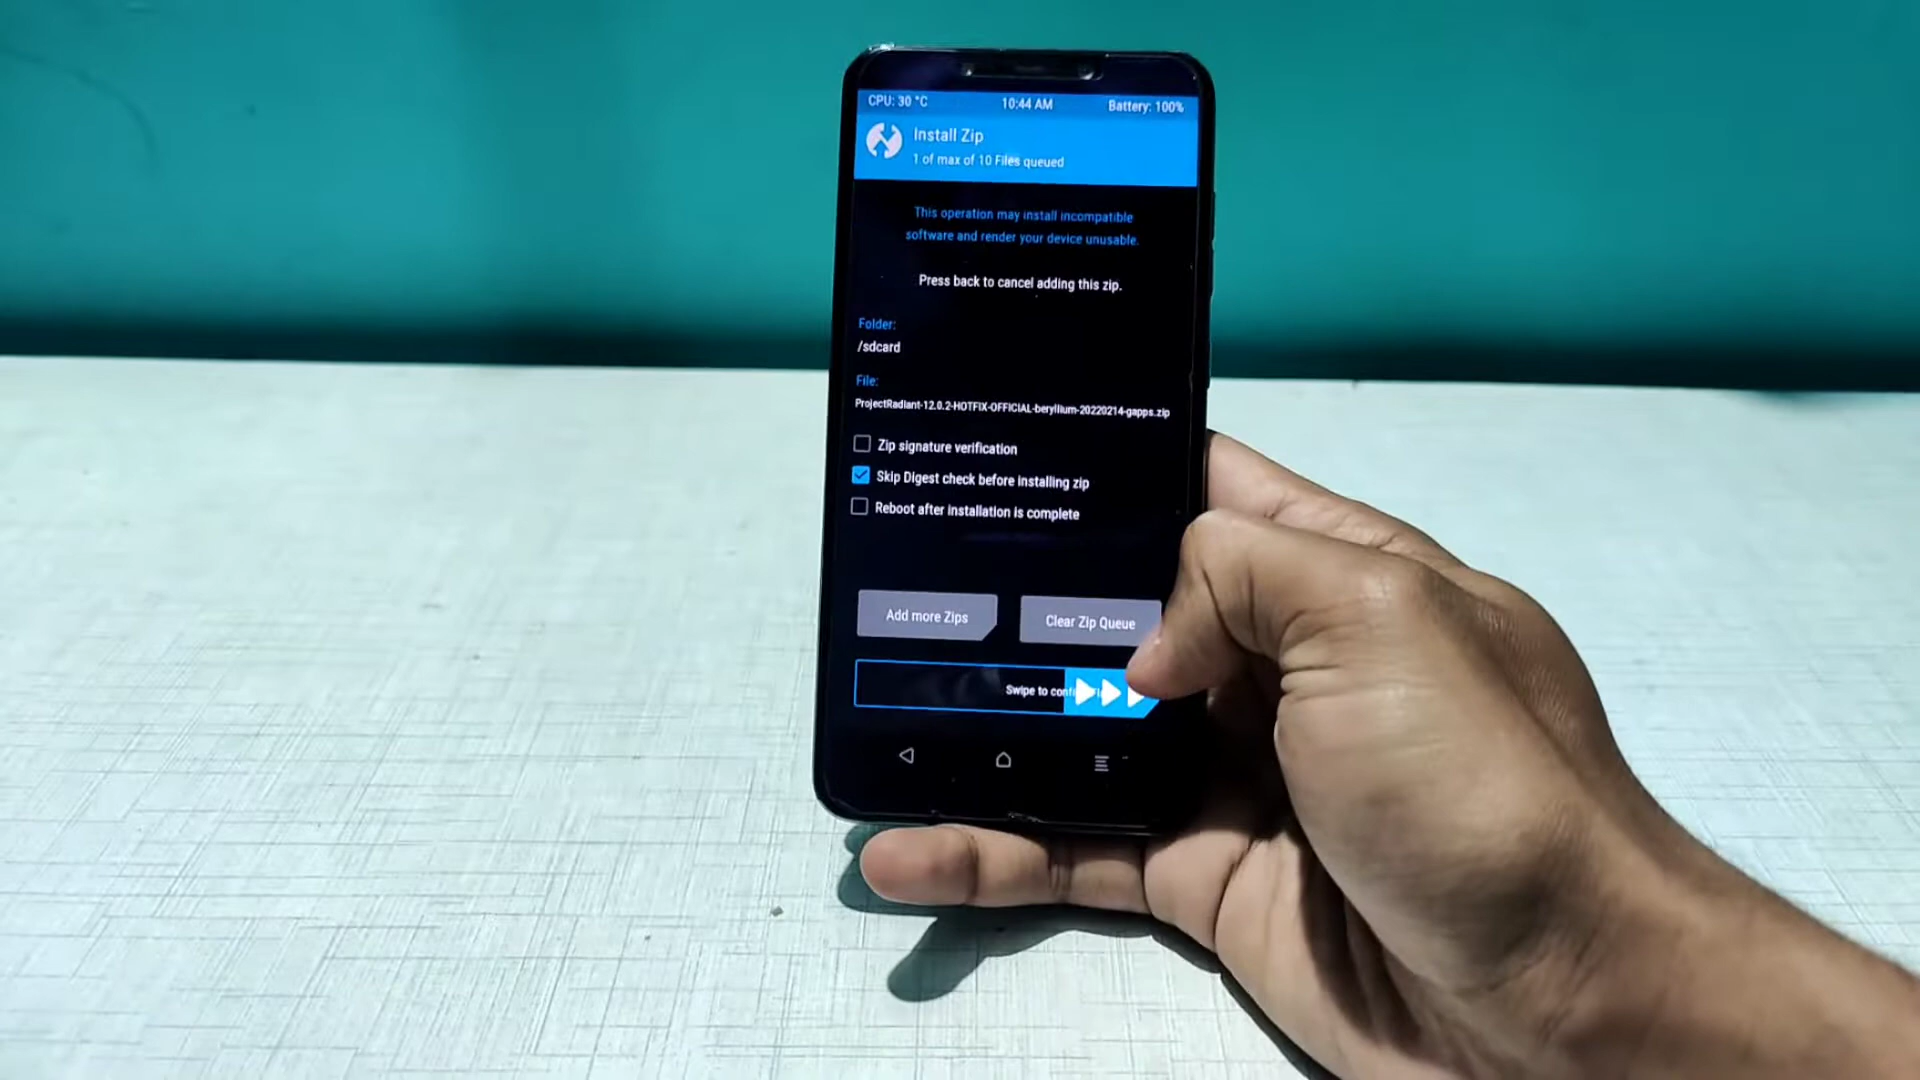 CPU: 30 °C 10:44 AM Battery: 100%
Install Zip
1 of max of 10 Files queued
This operation may install incompatible
software and render your device unusable.
Press back to cancel adding this zip.
Folder:
/sdcard
File:
ProjectRadiant-12.0.2-HOTFIX-OFFICIAL-beryllium-20220214-gapps.zip
Zip signature verification
Skip Digest check before installing zip
Reboot after installation is complete
Add more Zips Clear Zip Queue
Swipe to